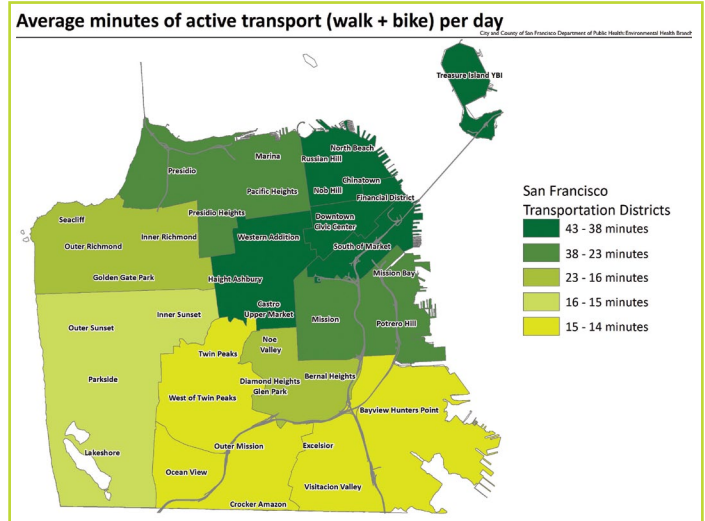 Average minutes of active transport (walk + bike) per day
City and County of San Francisco Department of Public Health:Environmental Health Branch
Treasure Island YBI
North Beach
Russian Hill
Marina
Presidio
Chinatown
Nob Hill
Pacific Heights
Financial District
Presidio Heights
Downtown
Civic Center
Seacliff
Inner Richmond
Western Addition
Outer Richmond
South of Market
Golden Gate Park
Haight Ashbury
Mission Bay
Castro
Upper Market
Inner Sunset
Outer Sunset
Mission
Potrero Hill
Noe
Valley
Twin Peaks
Parkside
Diamond Heights
Glen Park
Bernal Heights
West of Twin Peaks
Bayview Hunters Point
Lakeshore
Outer Mission
Excelsior
Ocean View
Visitacion Valley
Crocker Amazon
San Francisco
Transportation Districts
43 - 38 minutes
38 - 23 minutes
23 - 16 minutes
16 - 15 minutes
15 - 14 minutes